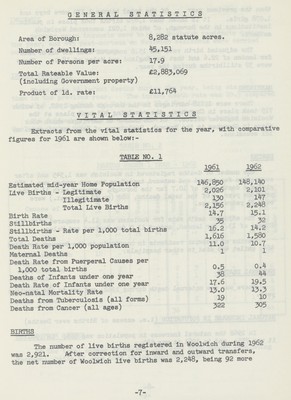 GENERAL STATISTICS
Area of Borough: 8,282 statute acres.
Number of dwellings: 45,151
Number of Persons per acre: 17.9
Total Rateable Value: £2,883,069
(including Government property)
Product of 1d. rate: £11,764
VITAL STATISTICS
Extracts from the vital statistics for the year, with comparative
figures for 1961 are shown below:-
TABLE NO. 1
1961 1962
Estimated mid-year Home Population 146,850 148,140
Live Births - Legitimate 2,026 2,101
Illegitimate 130 147
Total Live Births 2,156 2,248
Birth Rate 14.7 15.1
Stillbirths 35 32
Stillbirths - Rate per 1,000 total births 16.2 14.2
Total Deaths 1,616 1,580
Death Rate per 1,000 population 11.0 10.7
Maternal Deaths 1 1
Death Rate from Puerperal Causes per
1,000 total births 0.5 0.4
Deaths of Infants under one year 38 44
Death Rate of Infants under one year 17.6 19.5
Neo-natal Mortality Rate 13.0 13.3
Deaths from Tuberculosis (all forms) 19 10
Deaths from Cancer (all ages) 322 305
BIRTHS
The number of live births registered in Woolwich during 1962
was 2,921. After correction for inward and outward transfers,
the net number of Woolwich live births was 2,248, being 92 more
-7-